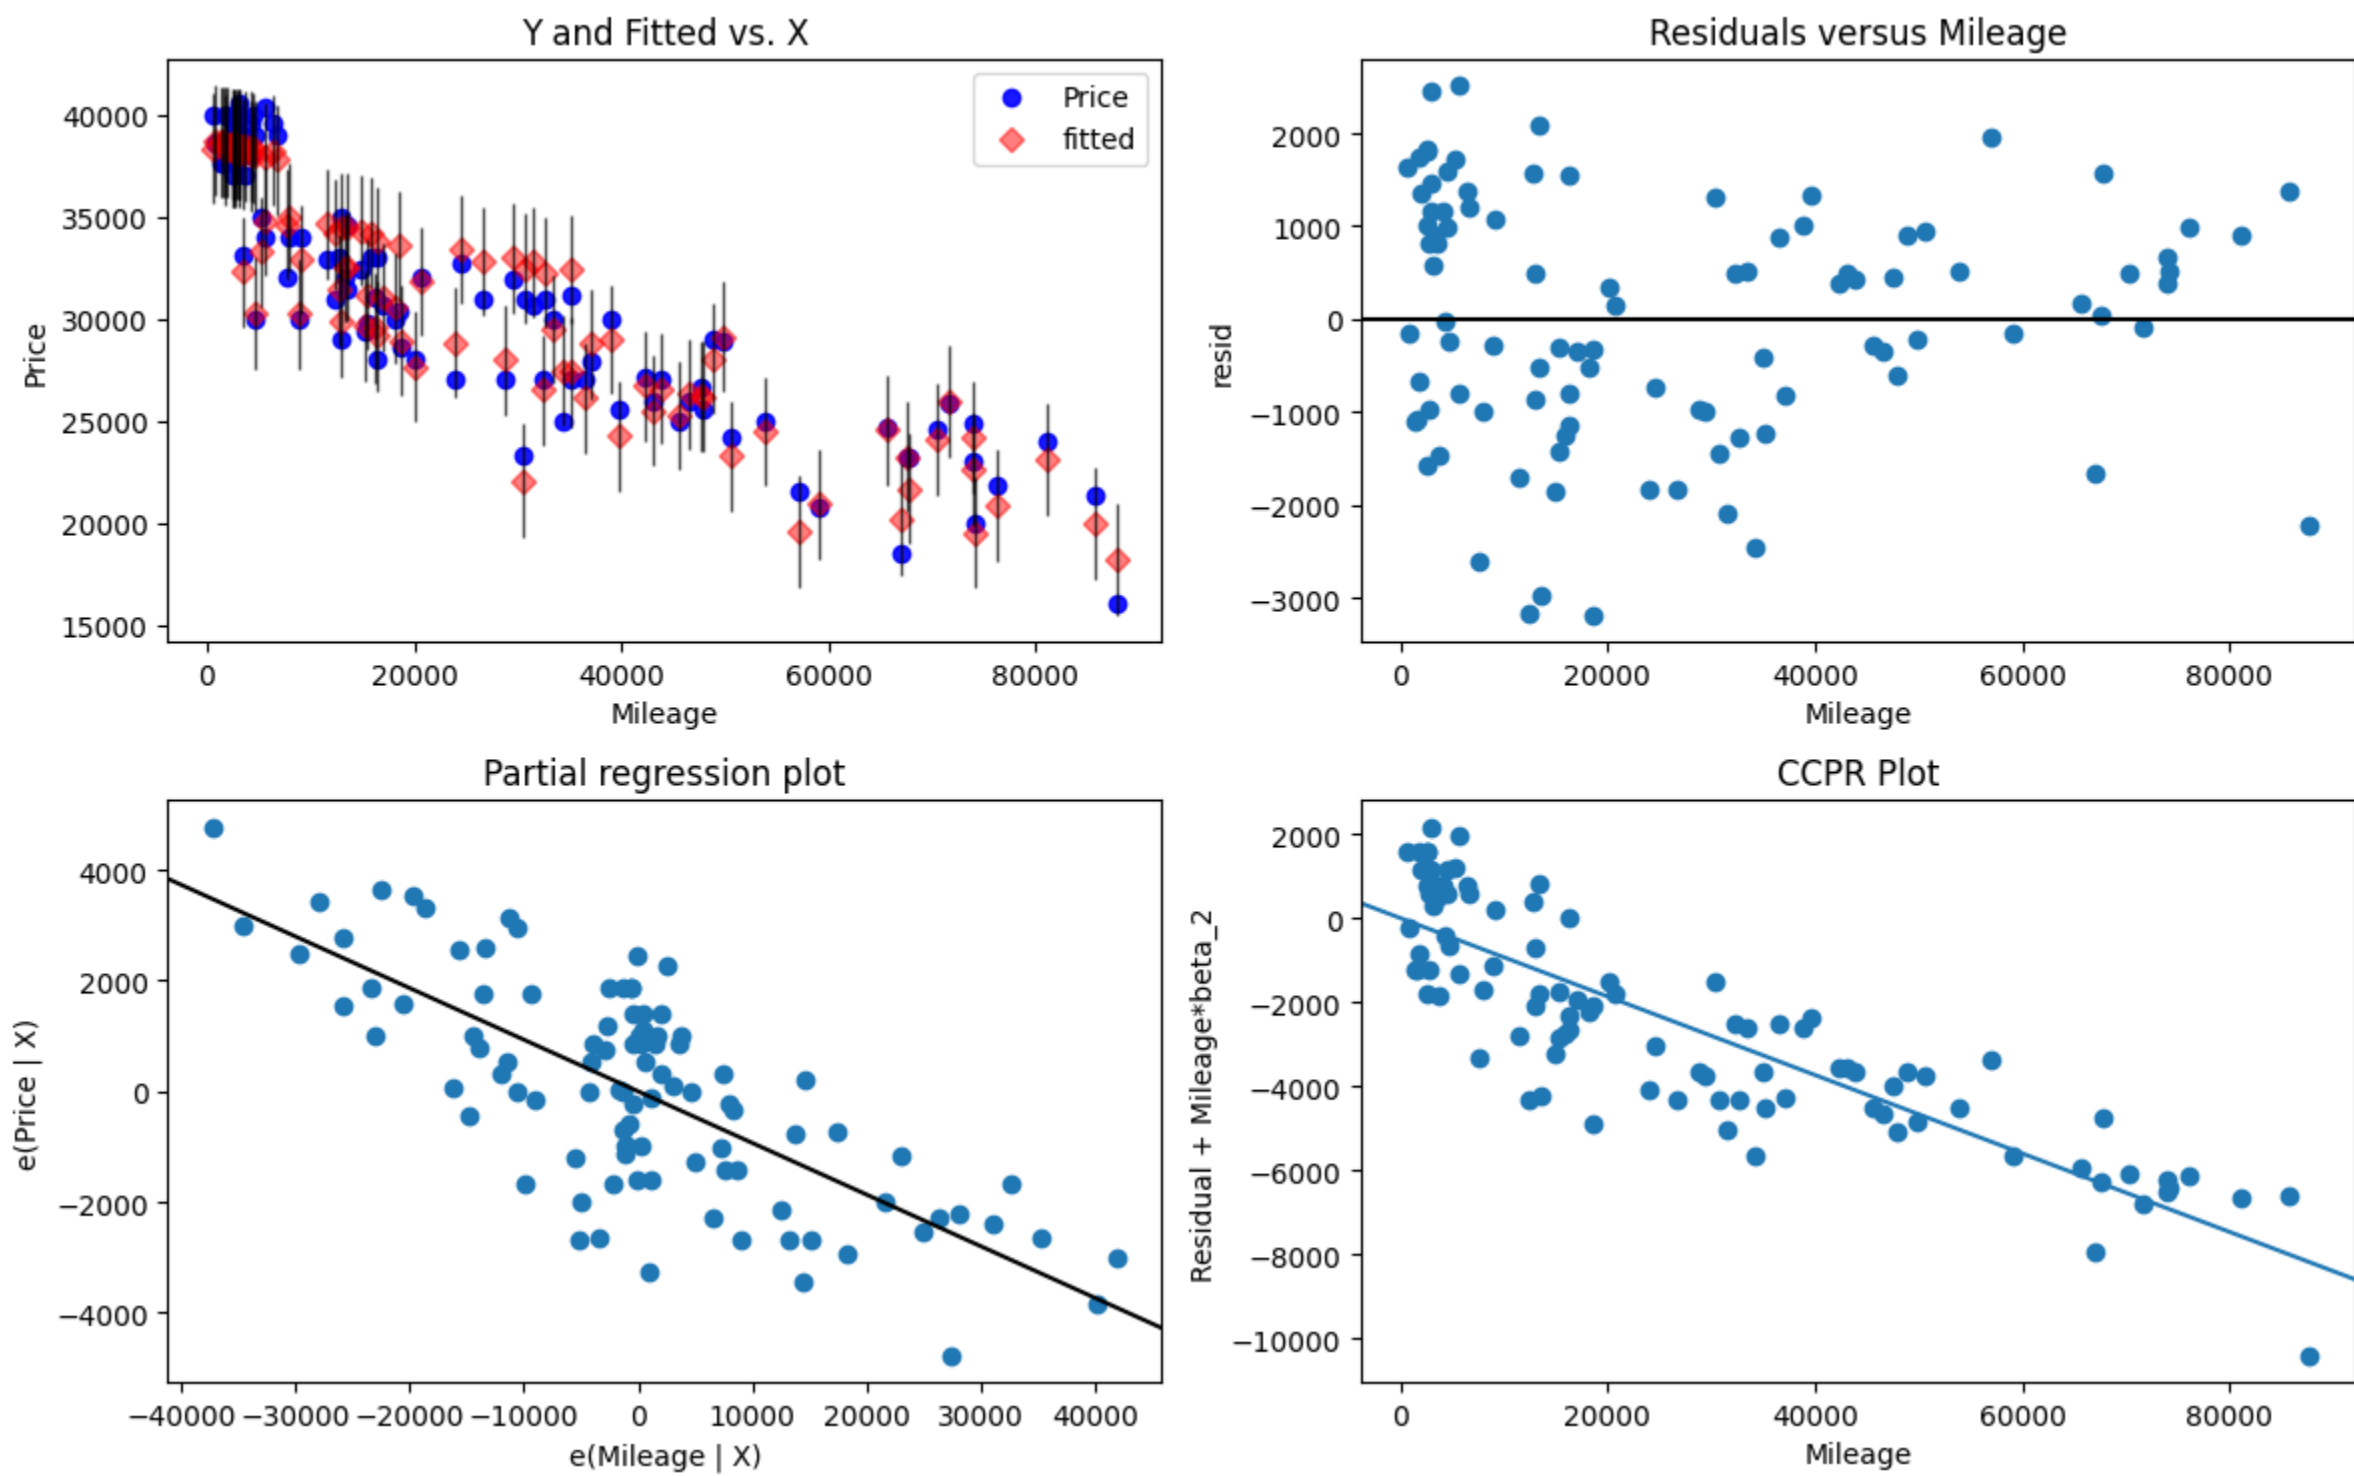 Y and Fitted vs. X
Price
fitted
40000
35000
30000
25000
20000
15000
Price
0 20000 40000 60000 80000
Mileage
Residuals versus Mileage
2000
1000
0
−1000
−2000
−3000
resid
0 20000 40000 60000 80000
Mileage
Partial regression plot
4000
2000
0
−2000
−4000
e(Price | X)
−40000 −30000 −20000 −10000 0 10000 20000 30000 40000
e(Mileage | X)
CCPR Plot
2000
0
−2000
−4000
−6000
−8000
−10000
Residual + Mileage*beta_2
0 20000 40000 60000 80000
Mileage